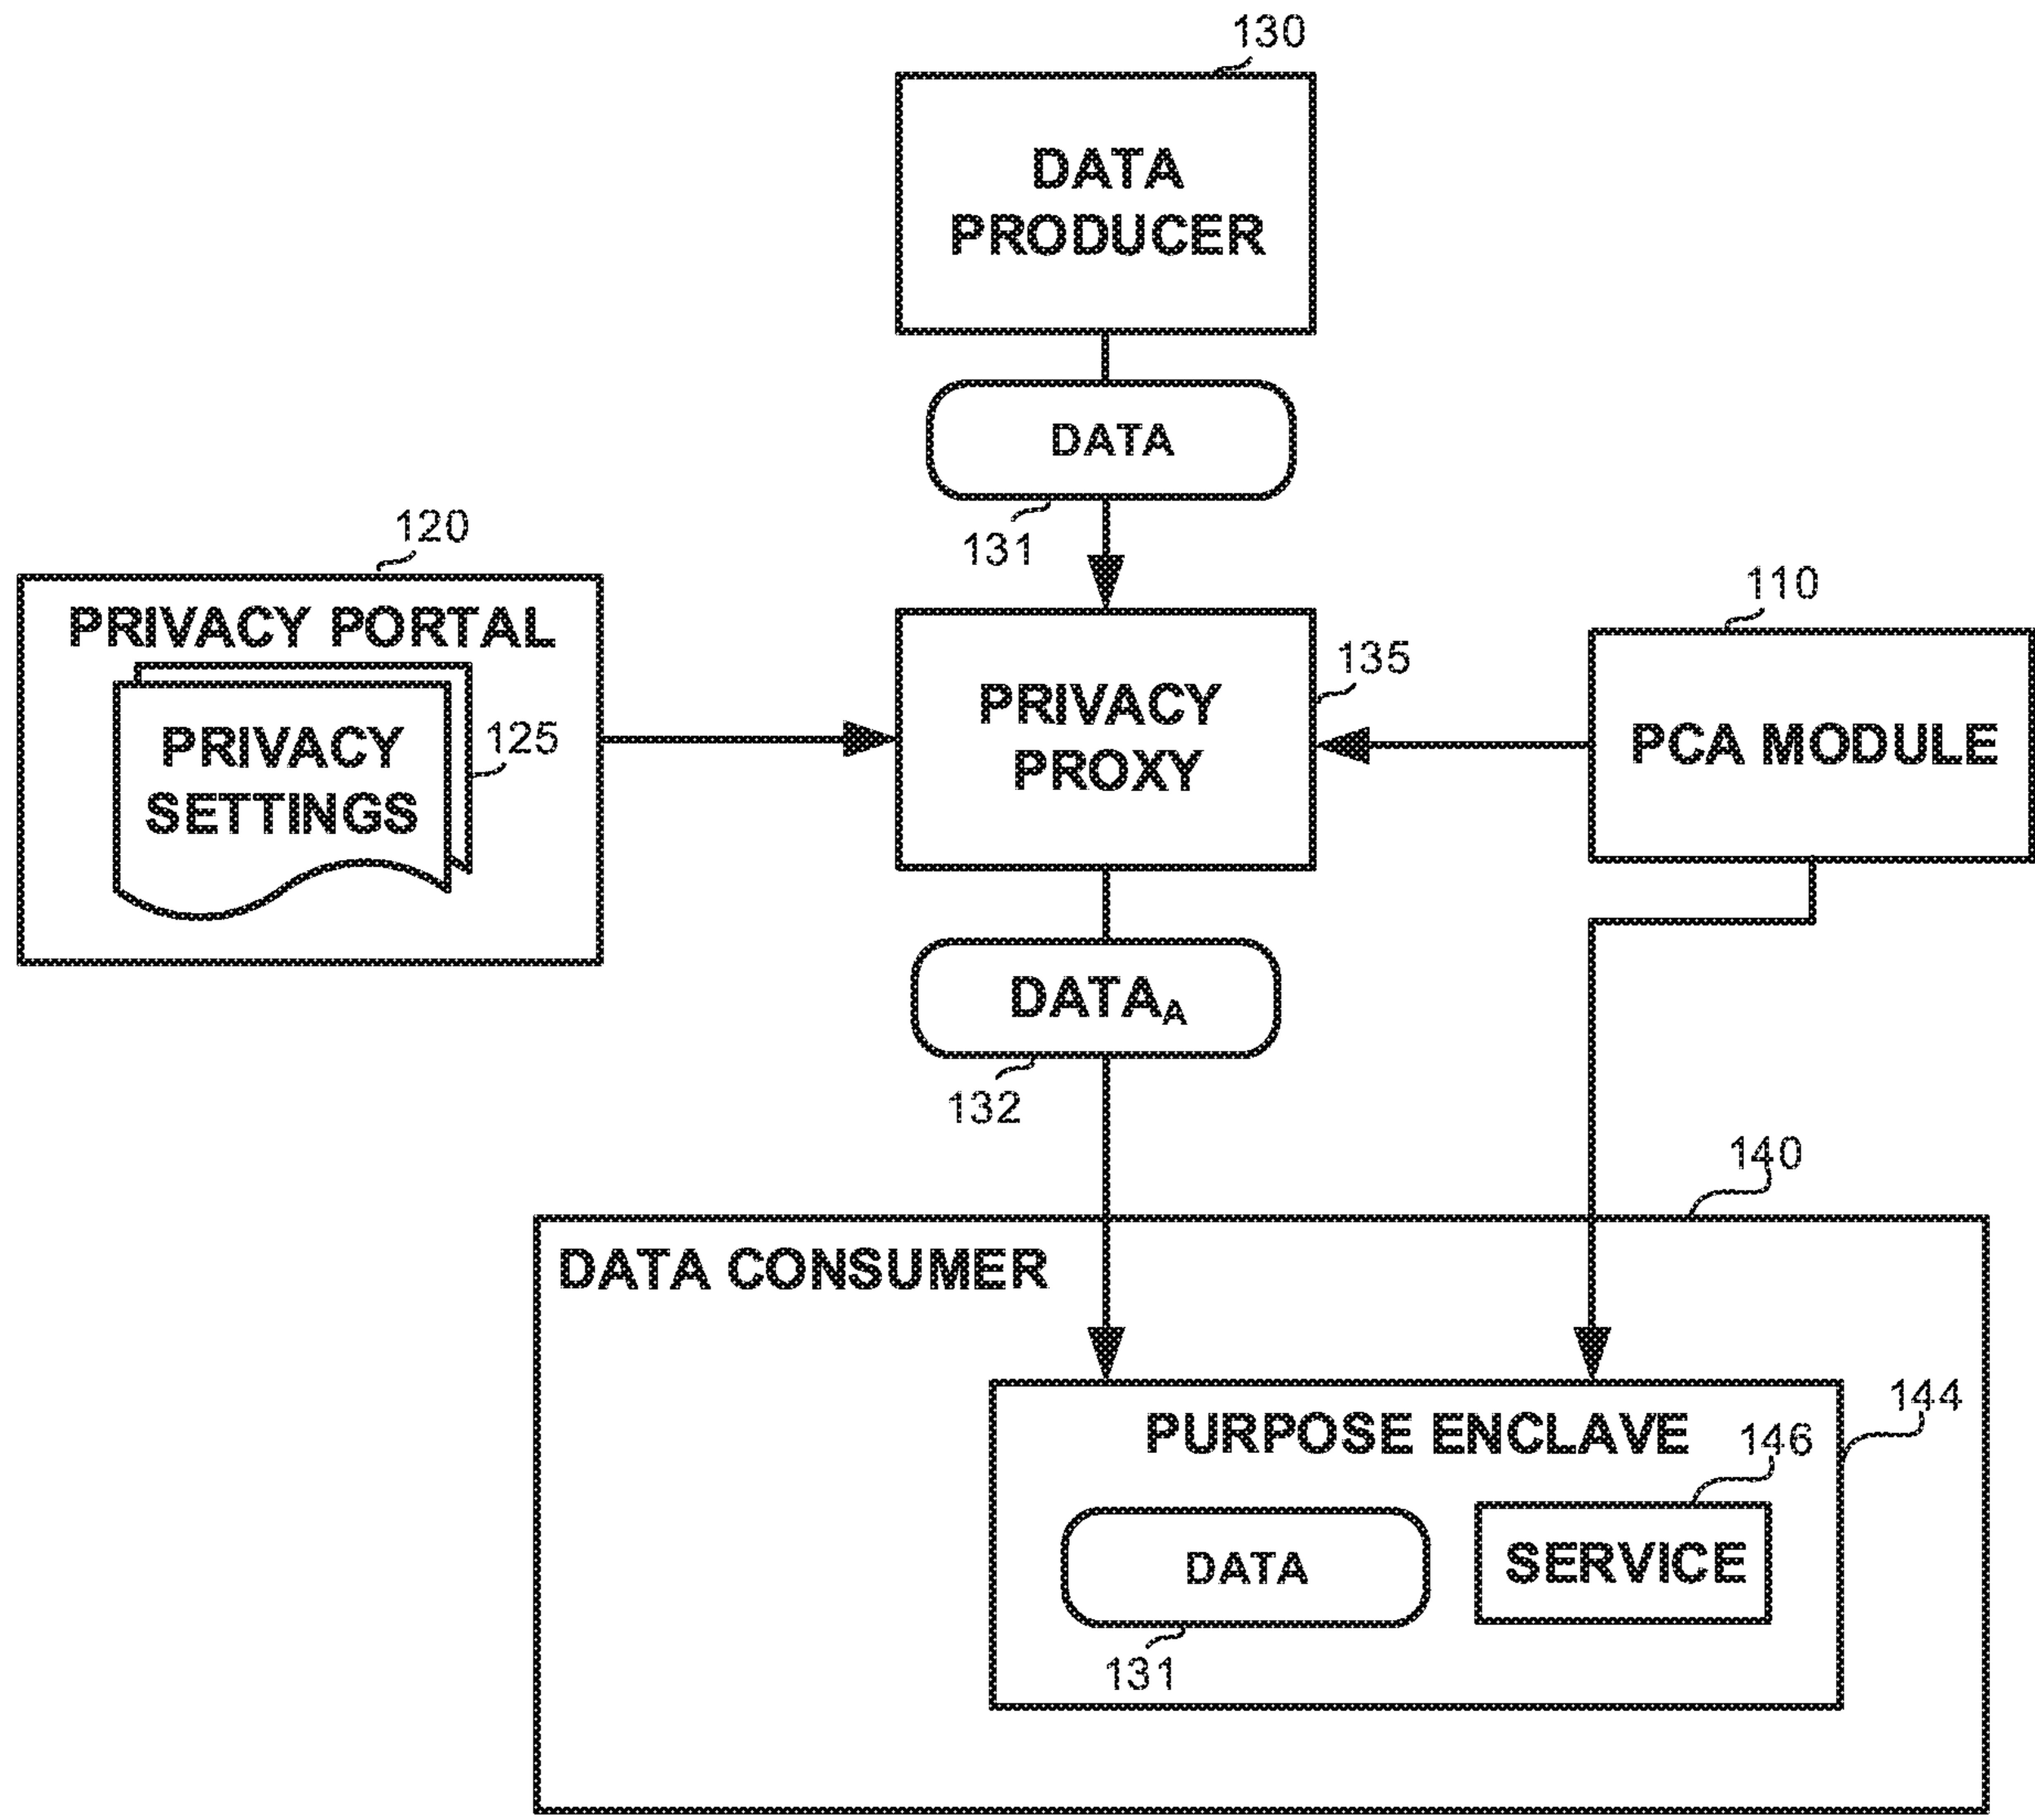 130
DATA
PRODUCER
DATA
131
120
PRIVACY PORTAL
PRIVACY
SETTINGS
125
PRIVACY
PROXY
135
110
PCA MODULE
DATAA
132
140
DATA CONSUMER
144
PURPOSE ENCLAVE
146
DATA
SERVICE
131